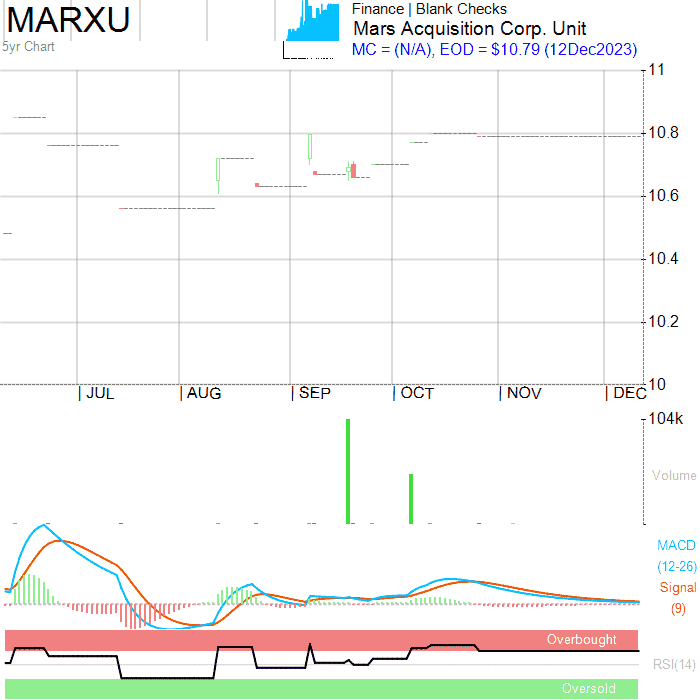 MARXU
Finance | Blank Checks
Mars Acquisition Corp. Unit
5yr Chart
MC = (N/A), EOD = $10.79 (12Dec2023)
11
10.8
10.6
10.4
10.2
10
JUL
AUG
SEP
OCT
NOV
DEC
104k
Volume
MACD
(12-26)
Signal
(9)
Overbought
RSI(14)
Oversold